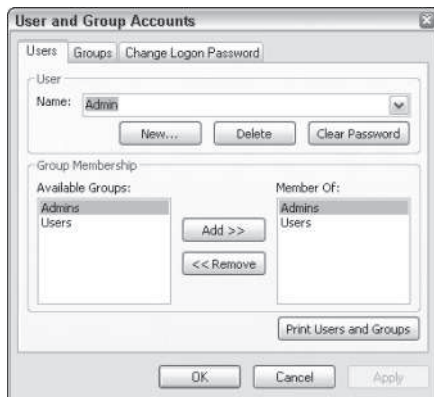 User and Group Accounts
Users Groups Change Logon Password
User
Name: Admin
New... Delete Clear Password
Group Membership
Available Groups: Member Of:
Admins Admins
Users Users
Add >>
<< Remove
Print Users and Groups
OK Cancel Apply